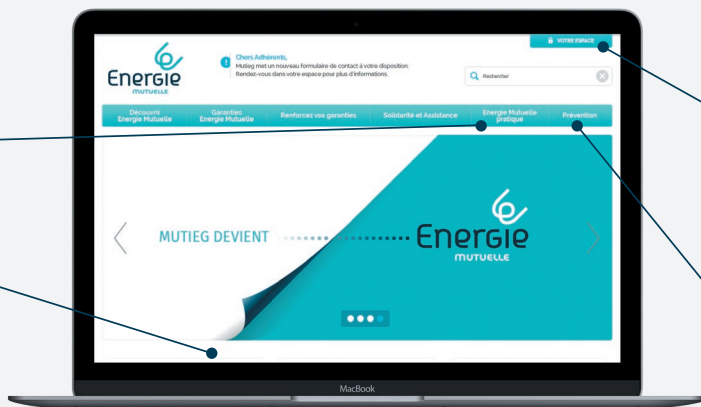 VOTRE ESPACE
Energie
MUTUELLE
!
Chers Adhérents,
Mutieg met un nouveau formulaire de contact à votre disposition.
Rendez-vous dans votre espace pour plus d'informations.
Rechercher
Découvrir
Energie Mutuelle
Garanties
Energie Mutuelle
Renforcez vos garanties
Solidarité et Assistance
Energie Mutuelle
pratique
Prévention
MUTIEG DEVIENT
Energie
MUTUELLE
MacBook